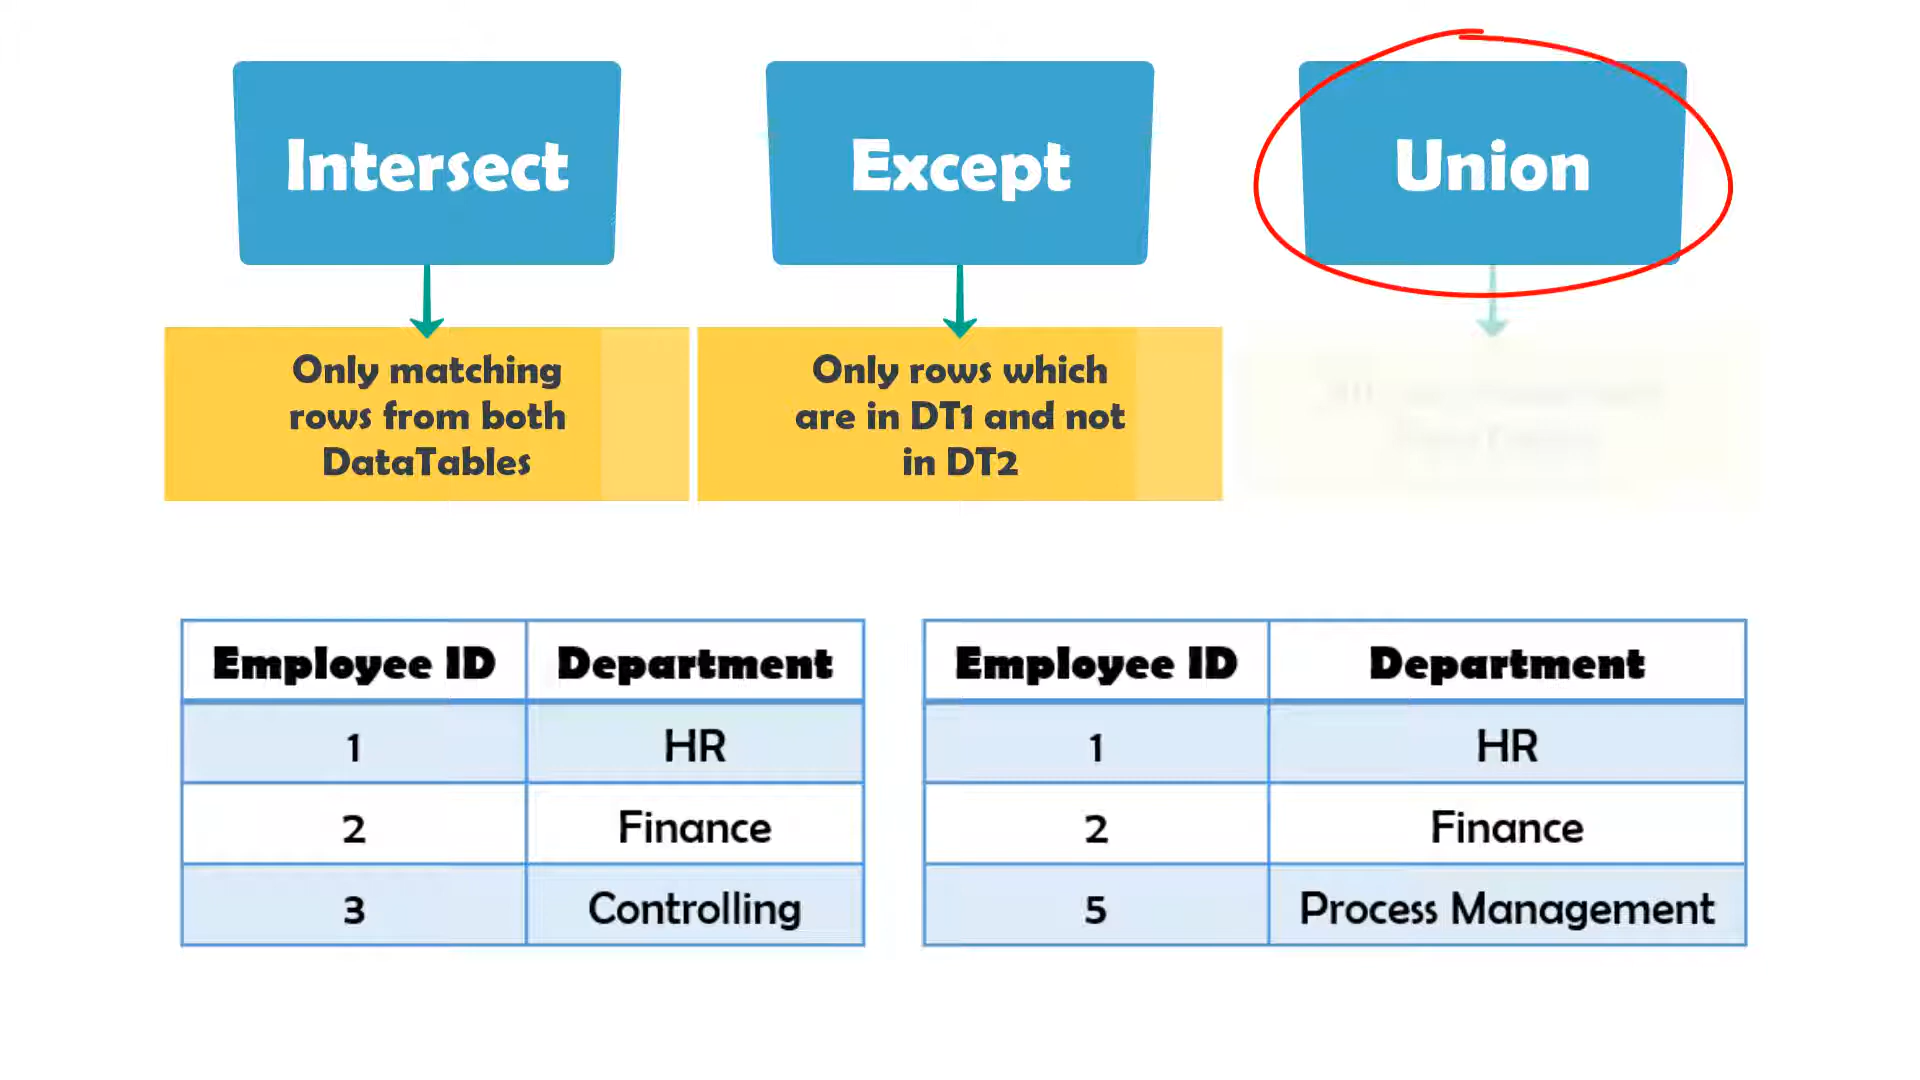 Intersect
Except
Union
Only matching
rows from both
DataTables
Only rows which
are in DT1 and not
in DT2
Employee ID Department
1 HR
2 Finance
3 Controlling
Employee ID Department
1 HR
2 Finance
5 Process Management